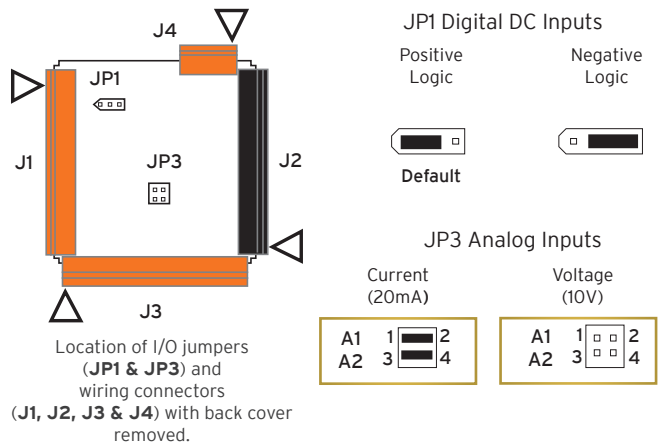 J4
JP1
J1
JP3
J2
J3
Location of I/O jumpers
(JP1 & JP3) and
wiring connectors
(J1, J2, J3 & J4) with back cover
removed.
JP1 Digital DC Inputs
Positive
Logic
Negative
Logic
Default
JP3 Analog Inputs
Current
(20mA)
Voltage
(10V)
A1 1 2
A2 3 4
A1 1 2
A2 3 4